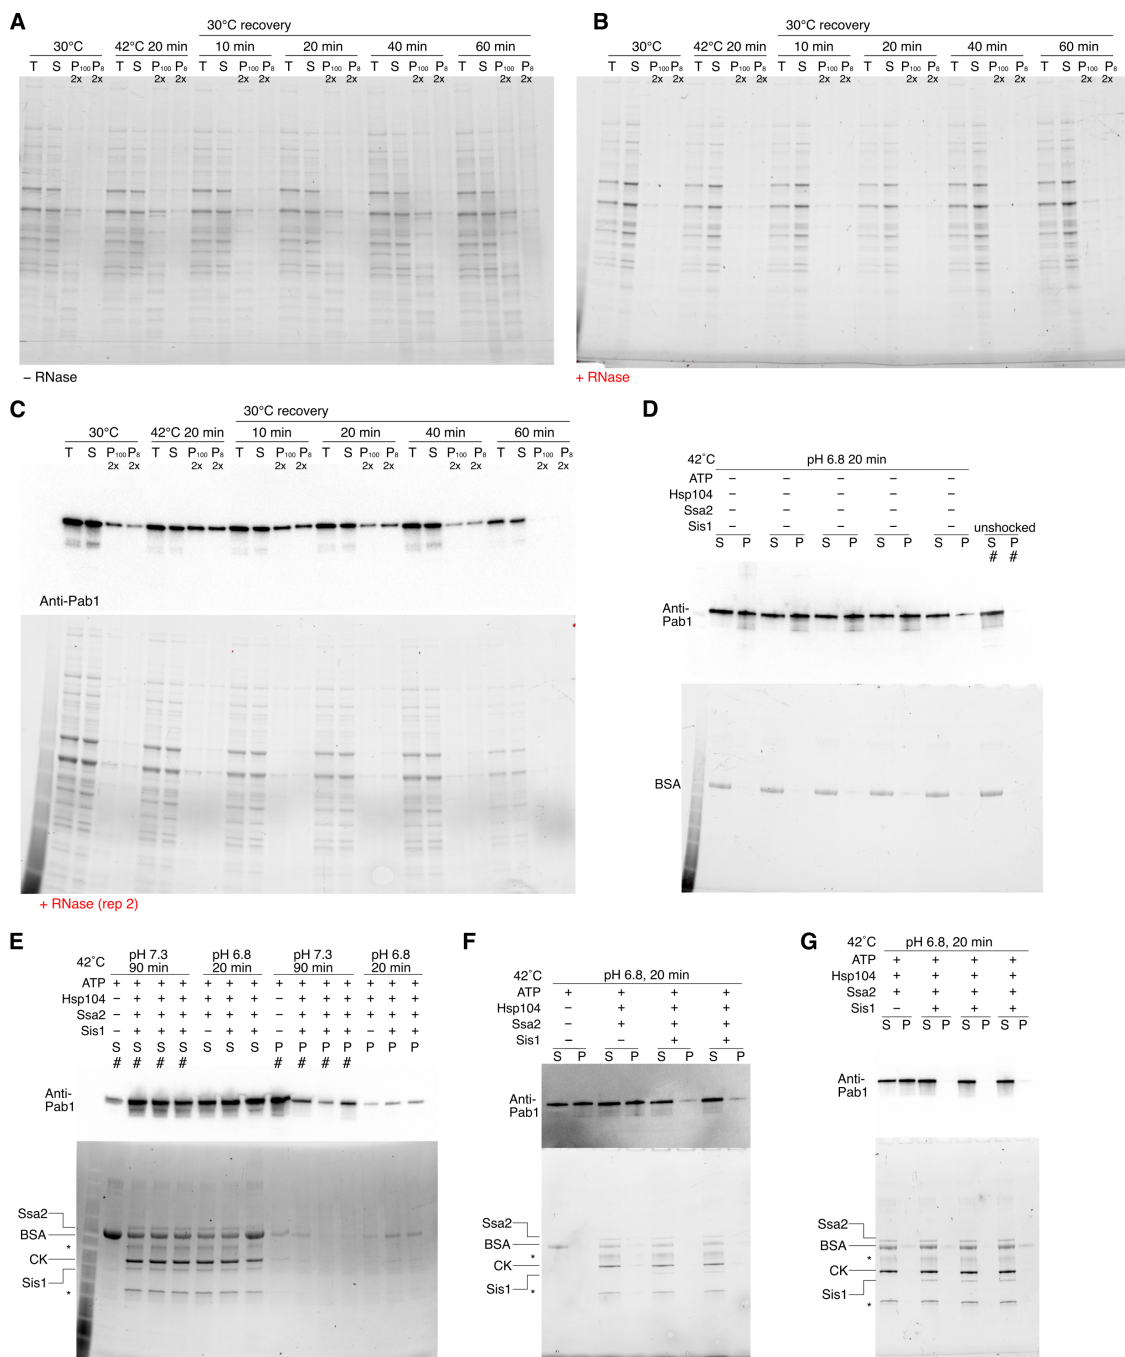 A
30°C recovery
30°C 42°C 20 min 10 min 20 min 40 min 60 min
T S P₁₀₀ P₈ T S P₁₀₀ P₈ T S P₁₀₀ P₈ T S P₁₀₀ P₈ T S P₁₀₀ P₈ T S P₁₀₀ P₈
2x 2x 2x 2x 2x 2x 2x 2x 2x 2x 2x 2x
– RNase
B
30°C recovery
30°C 42°C 20 min 10 min 20 min 40 min 60 min
T S P₁₀₀ P₈ T S P₁₀₀ P₈ T S P₁₀₀ P₈ T S P₁₀₀ P₈ T S P₁₀₀ P₈ T S P₁₀₀ P₈
2x 2x 2x 2x 2x 2x 2x 2x 2x 2x 2x 2x
+ RNase
C
30°C recovery
30°C 42°C 20 min 10 min 20 min 40 min 60 min
T S P₁₀₀ P₈ T S P₁₀₀ P₈ T S P₁₀₀ P₈ T S P₁₀₀ P₈ T S P₁₀₀ P₈ T S P₁₀₀ P₈
2x 2x 2x 2x 2x 2x 2x 2x 2x 2x 2x 2x
Anti-Pab1
+ RNase (rep 2)
D
42°C pH 6.8 20 min
ATP – – – – –
Hsp104 – – – – –
Ssa2 – – – – –
Sis1 – – – – – unshocked
S P S P S P S P S P S P
# #
Anti-
Pab1
BSA
E
42°C pH 7.3 pH 6.8 pH 7.3 pH 6.8
90 min 20 min 90 min 20 min
ATP + + + + + + + + + + + + + +
Hsp104 – + + + + + + – + + + + + +
Ssa2 – + + + + + + – + + + + + +
Sis1 – + + + – + + – + + + – + +
S S S S S S S P P P P P P P
# # # # # # # #
Anti-
Pab1
Ssa2
BSA
*
CK
Sis1
*
F
42°C pH 6.8, 20 min
ATP + + + +
Hsp104 – + + +
Ssa2 – + + +
Sis1 – – + +
S P S P S P S P
Anti-
Pab1
Ssa2
BSA
*
CK
Sis1
*
G
42°C pH 6.8, 20 min
ATP + + + +
Hsp104 + + + +
Ssa2 + + + +
Sis1 – + + +
S P S P S P S P
Anti-
Pab1
Ssa2
BSA
*
CK
Sis1
*